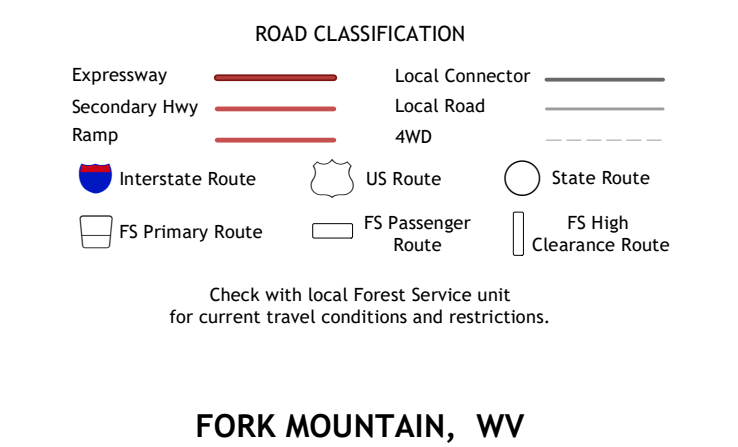 ROAD CLASSIFICATION
Expressway
Local Connector
Secondary Hwy
Local Road
Ramp
4WD
Interstate Route
US Route
State Route
FS Primary Route
FS Passenger
Route
FS High
Clearance Route
Check with local Forest Service unit
for current travel conditions and restrictions.
FORK MOUNTAIN, WV